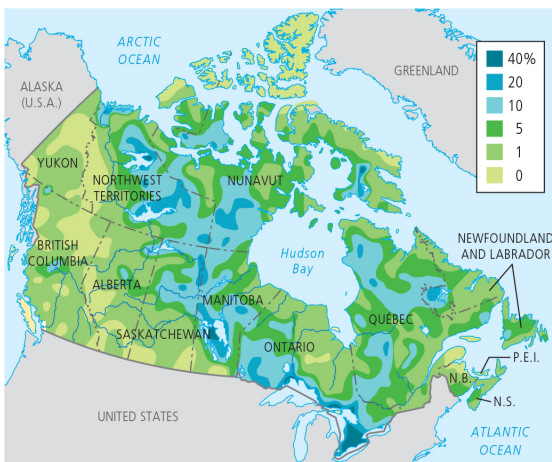 ARCTIC
OCEAN
40%
20
10
5
1
0
GREENLAND
ALASKA
(U.S.A.)
YUKON
NORTHWEST
TERRITORIES
NUNAVUT
BRITISH
COLUMBIA
Hudson
Bay
NEWFOUNDLAND
AND LABRADOR
ALBERTA
MANITOBA
SASKATCHEWAN
ONTARIO
QUÉBEC
P.E.I.
N.B.
N.S.
UNITED STATES
ATLANTIC
OCEAN